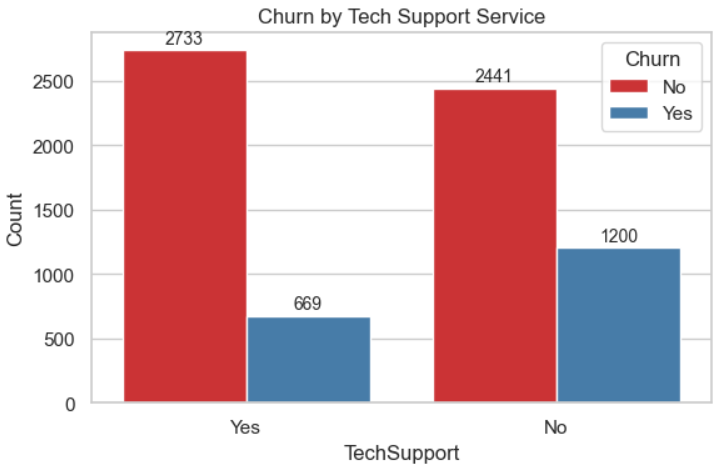 Churn by Tech Support Service
2733
2441
669
1200
Churn
No
Yes
2500
2000
1500
1000
500
0
Count
Yes
No
TechSupport